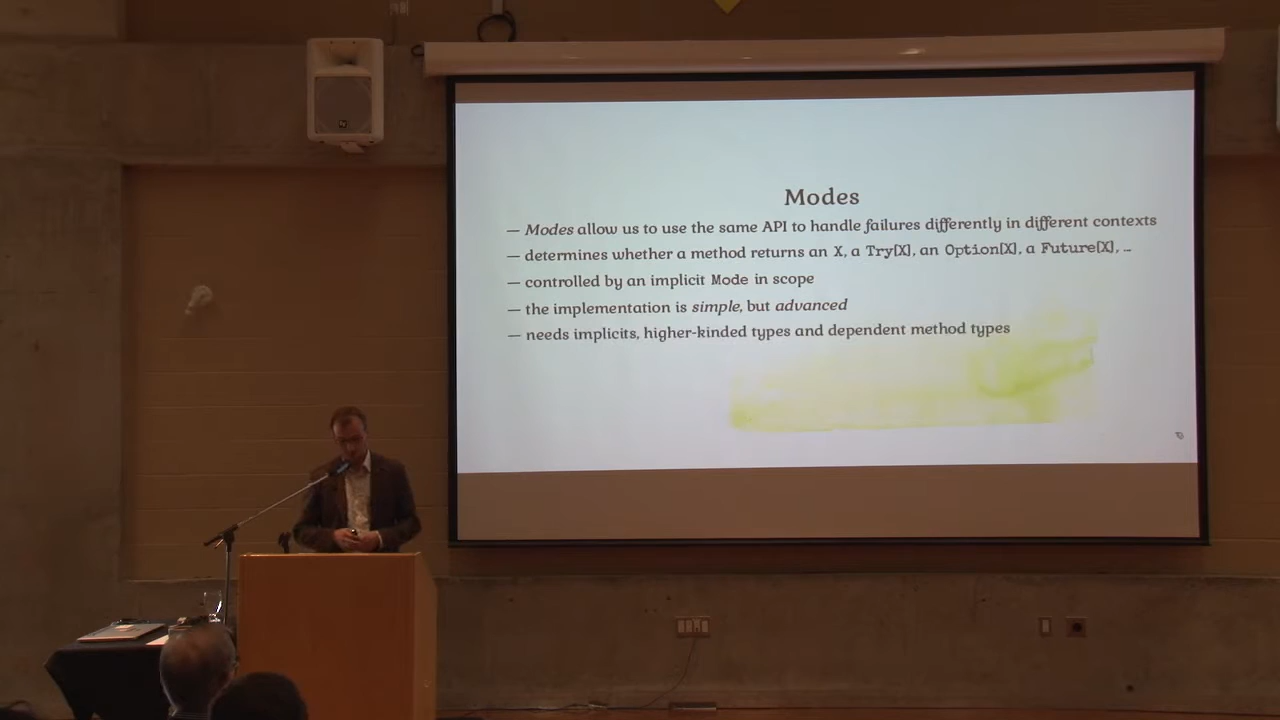 Modes
— Modes allow us to use the same API to handle failures differently in different contexts
— determines whether a method returns an X, a Try[X], an Option[X], a Future[X], …
— controlled by an implicit Mode in scope
— the implementation is simple, but advanced
— needs implicits, higher-kinded types and dependent method types